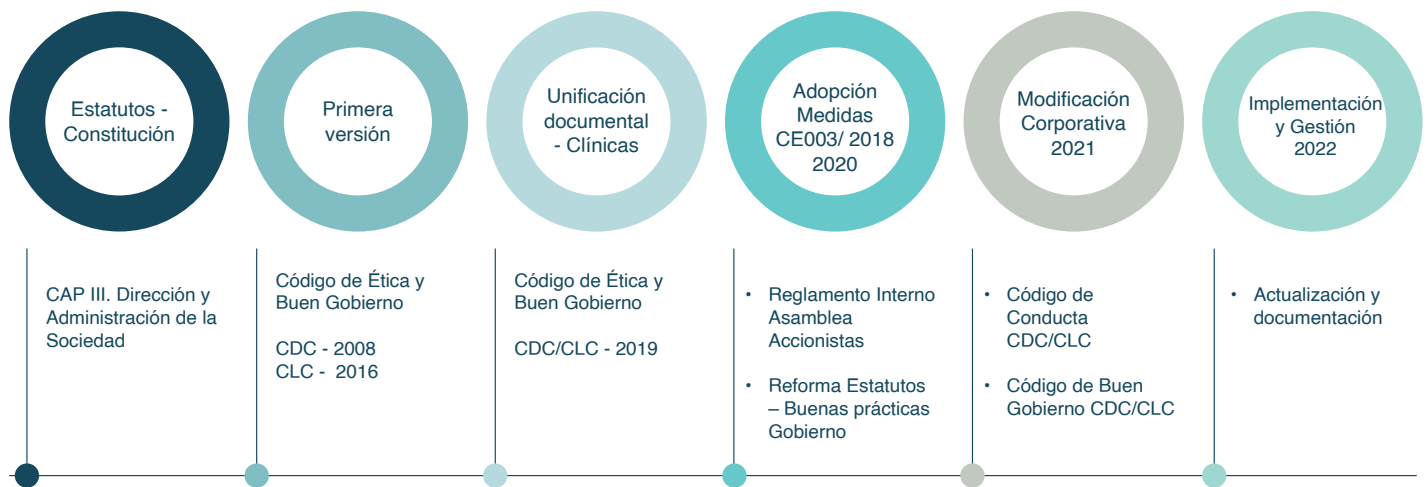 Estatutos -
Constitución
Primera
versión
Unificación
documental
- Clínicas
Adopción
Medidas
CE003/ 2018
2020
Modificación
Corporativa
2021
Implementación
y Gestión
2022
CAP III. Dirección y
Administración de la
Sociedad
Código de Ética y
Buen Gobierno
CDC - 2008
CLC - 2016
Código de Ética y
Buen Gobierno
CDC/CLC - 2019
• Reglamento Interno
Asamblea
Accionistas
• Reforma Estatutos
– Buenas prácticas
Gobierno
• Código de
Conducta
CDC/CLC
• Código de Buen
Gobierno CDC/CLC
• Actualización y
documentación